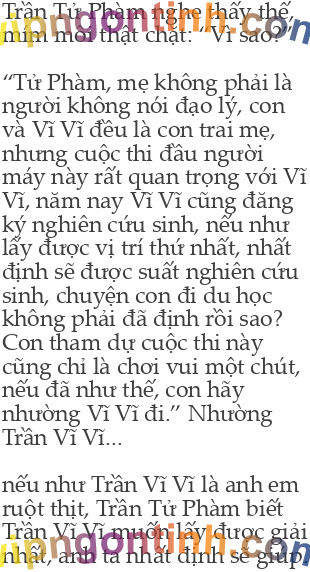 Trần Tử Phàm nghe thấy thế,
mím môi thật chặt: “Vì sao?”
“Tử Phàm, mẹ không phải là
người không nói đạo lý, con
và Vĩ Vĩ đều là con trai mẹ,
nhưng cuộc thi đấu người
máy này rất quan trọng với Vĩ
Vĩ, năm nay Vĩ Vĩ cũng đăng
ký nghiên cứu sinh, nếu như
lấy được vị trí thứ nhất, nhất
định sẽ được suất nghiên cứu
sinh, chuyện con đi du học
không phải đã định rồi sao?
Con tham dự cuộc thi này
cũng chỉ là chơi vui một chút,
nếu đã như thế, con hãy
nhường Vĩ Vĩ đi.” Nhường
Trần Vĩ Vĩ...
nếu như Trần Vĩ Vĩ là anh em
ruột thịt, Trần Tử Phàm biết
Trần Vĩ Vĩ muốn lấy được giải
nhất, anh ta nhất định sẽ giúp,